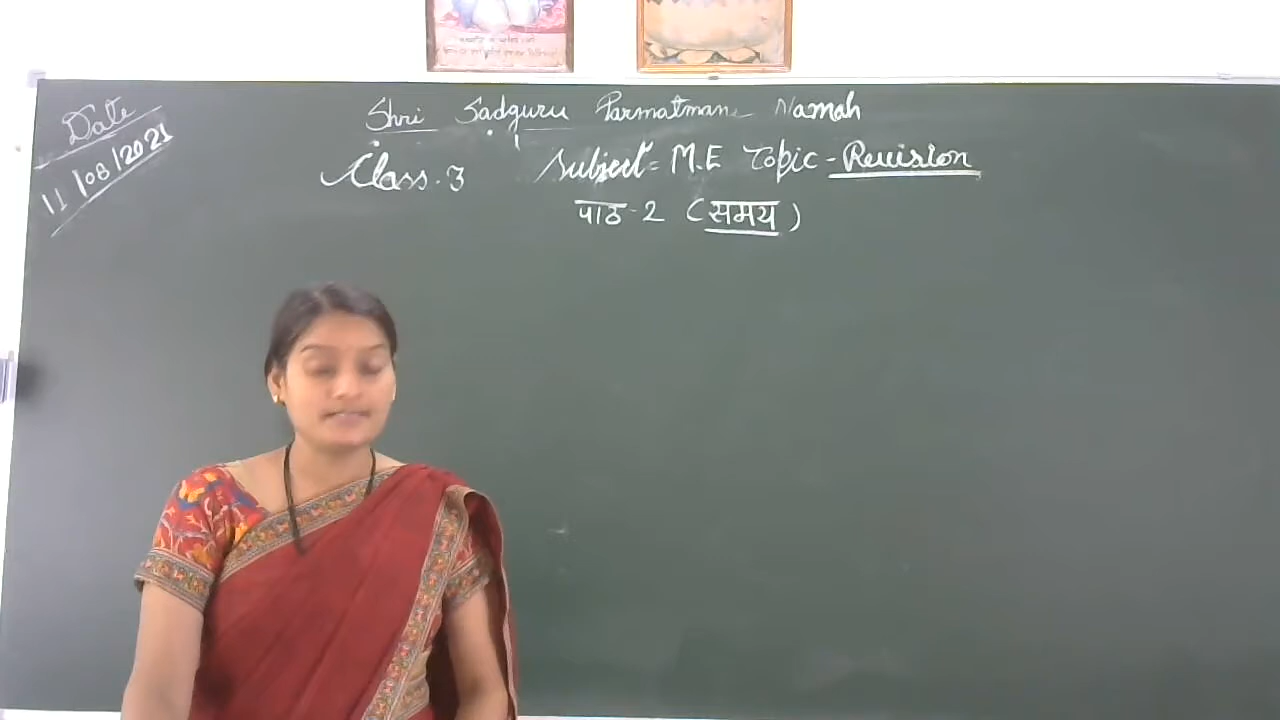 Date
11/08/2021
Shri Sadguru Parmatmane Namah
Class.3 Subject = M.E Topic - Revision
पाठ-2 (समय)